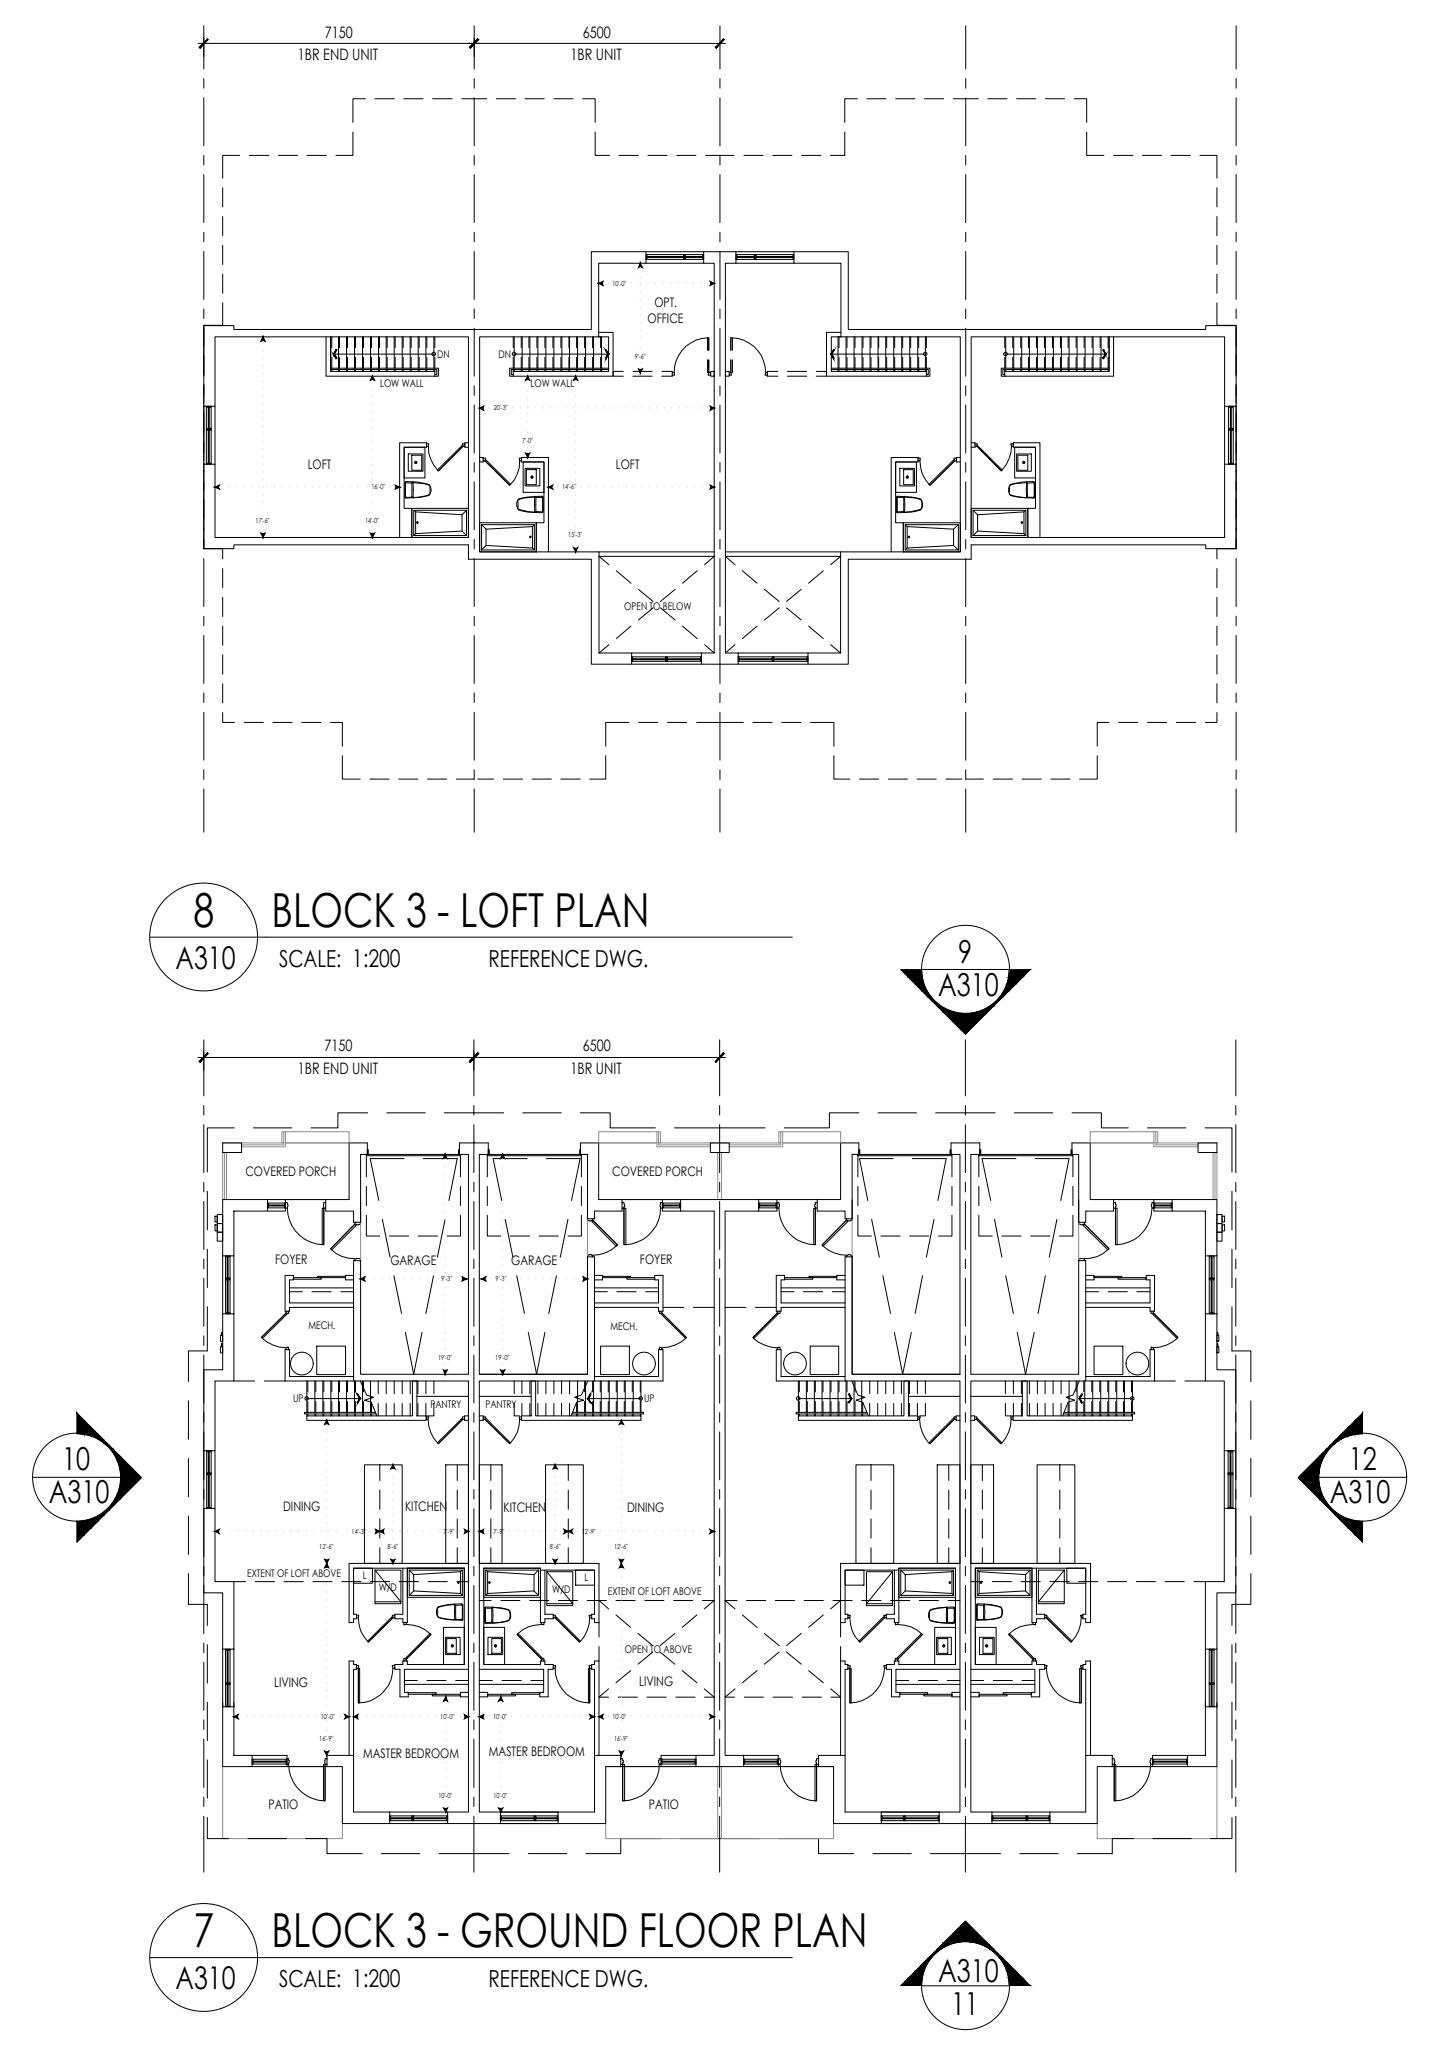 7150
6500
1BR END UNIT
1BR UNIT
10'-0"
OPT.
OFFICE
DN
DN
9'-6"
LOW WALL
LOW WALL
20'-3"
7'-0"
LOFT
LOFT
16'-0"
14'-6"
17'-6"
14'-0"
15'-3"
OPEN TO BELOW
8
A310
BLOCK 3 - LOFT PLAN
SCALE: 1:200
REFERENCE DWG.
9
A310
7150
6500
1BR END UNIT
1BR UNIT
COVERED PORCH
COVERED PORCH
FOYER
GARAGE
GARAGE
FOYER
9'-3"
9'-3"
MECH.
MECH.
19'-0"
19'-0"
UP
PANTRY
PANTRY
UP
10
A310
12
A310
DINING
KITCHEN
KITCHEN
DINING
14'-3"
7'-9"
7'-9"
12'-9"
12'-6"
8'-6"
8'-6"
12'-6"
EXTENT OF LOFT ABOVE
L
W/D
W/D
L
EXTENT OF LOFT ABOVE
OPEN TO ABOVE
LIVING
LIVING
10'-0"
10'-0"
10'-0"
10'-0"
16'-9"
16'-9"
MASTER BEDROOM
MASTER BEDROOM
10'-0"
10'-0"
PATIO
PATIO
7
A310
BLOCK 3 - GROUND FLOOR PLAN
SCALE: 1:200
REFERENCE DWG.
A310
11